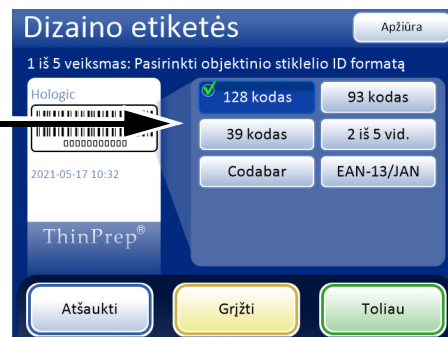 Dizaino etiketės
Apžiūra
1 iš 5 veiksmas: Pasirinkti objektinio stiklelio ID formatą
Hologic
00000000000
2021-05-17 10:32
ThinPrep®
128 kodas
93 kodas
39 kodas
2 iš 5 vid.
Codabar
EAN-13/JAN
Atšaukti
Grįžti
Toliau